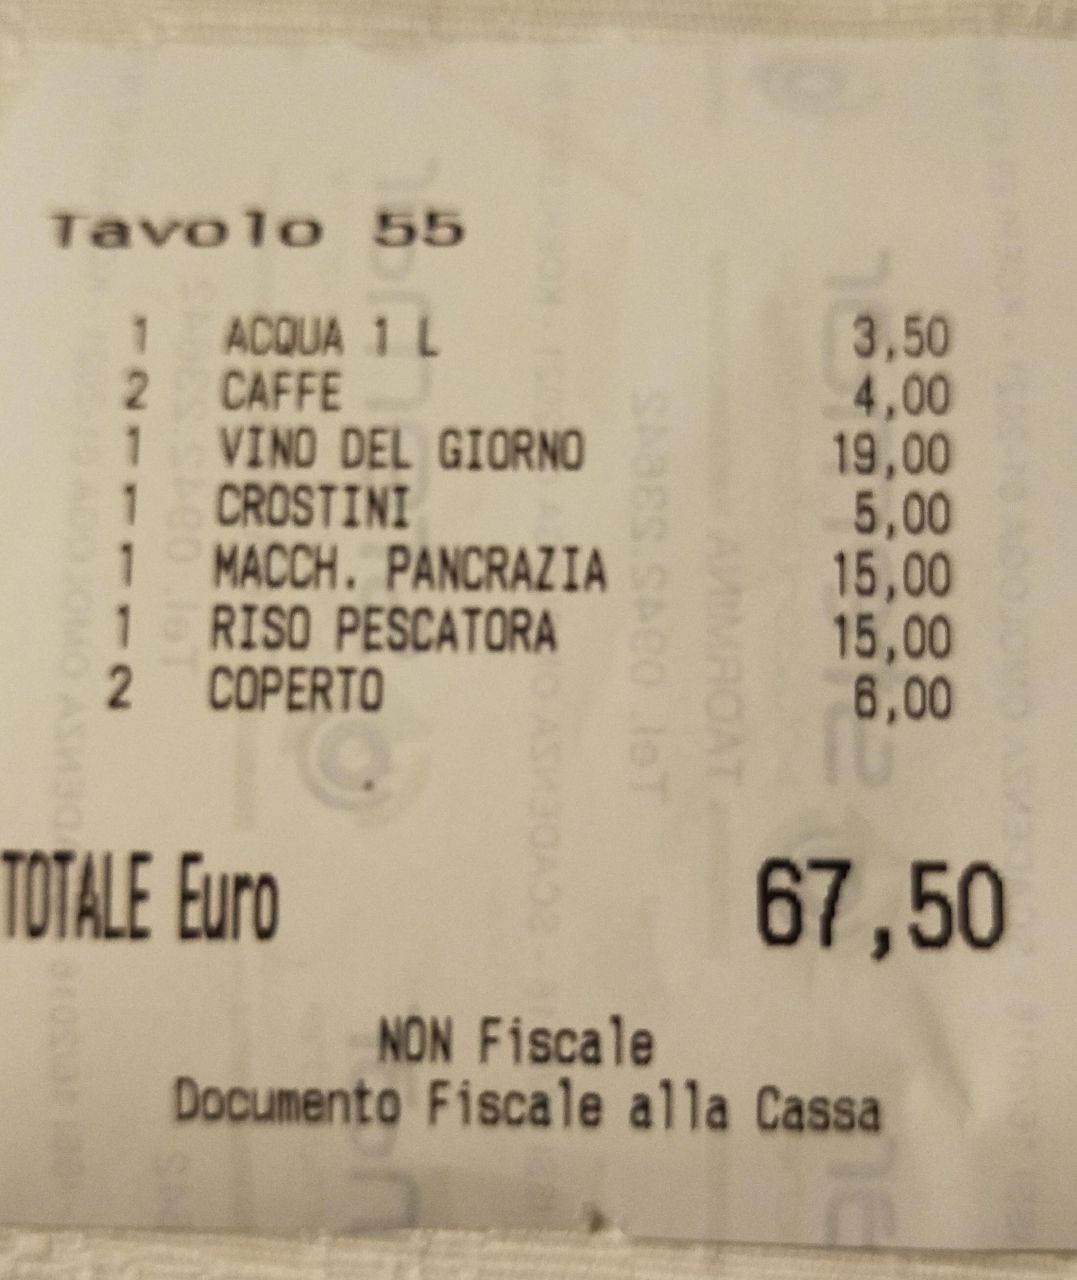 Tavolo 55
1 ACQUA 1 L 3,50
2 CAFFE 4,00
1 VINO DEL GIORNO 19,00
1 CROSTINI 5,00
1 MACCH. PANCRAZIA 15,00
1 RISO PESCATORA 15,00
2 COPERTO 6,00
TOTALE Euro 67,50
NON Fiscale
Documento Fiscale alla Cassa